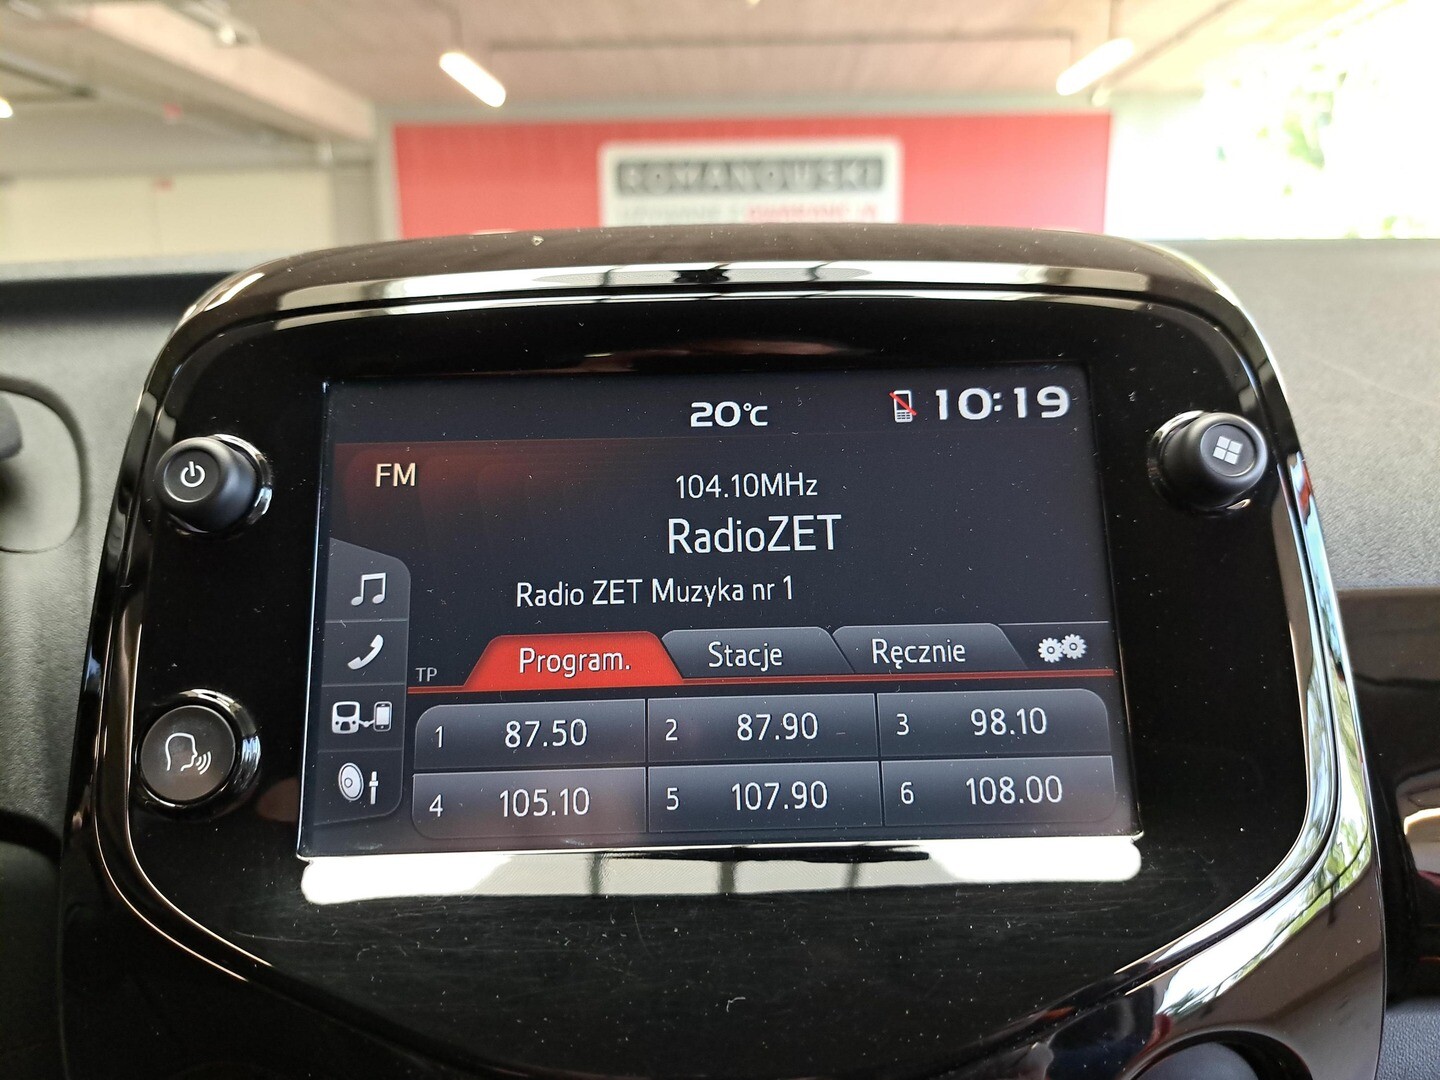 ROMANOWSKI
20°C
10:19
FM
104.10MHz
RadioZET
Radio ZET Muzyka nr 1
TP
Program.
Stacje
Ręcznie
1 87.50
2 87.90
3 98.10
4 105.10
5 107.90
6 108.00